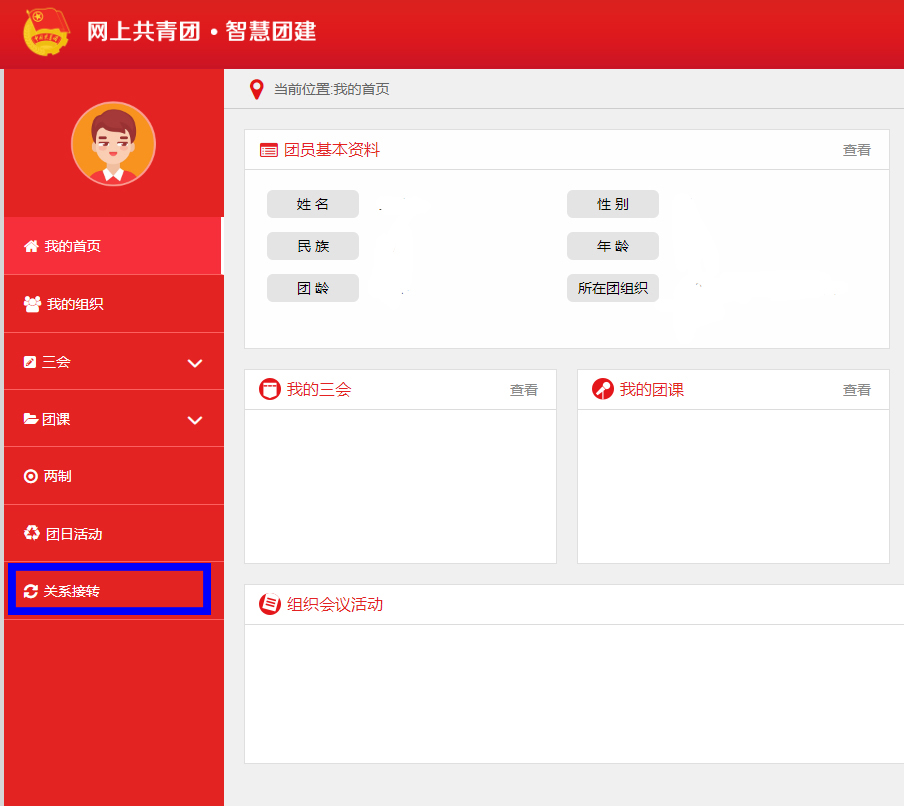 网上共青团·智慧团建
当前位置:我的首页
我的首页
我的组织
三会
团课
两制
团日活动
关系接转
团员基本资料 查看
姓 名 性 别
民 族 年 龄
团 龄 所在团组织
我的三会 查看
我的团课 查看
组织会议活动